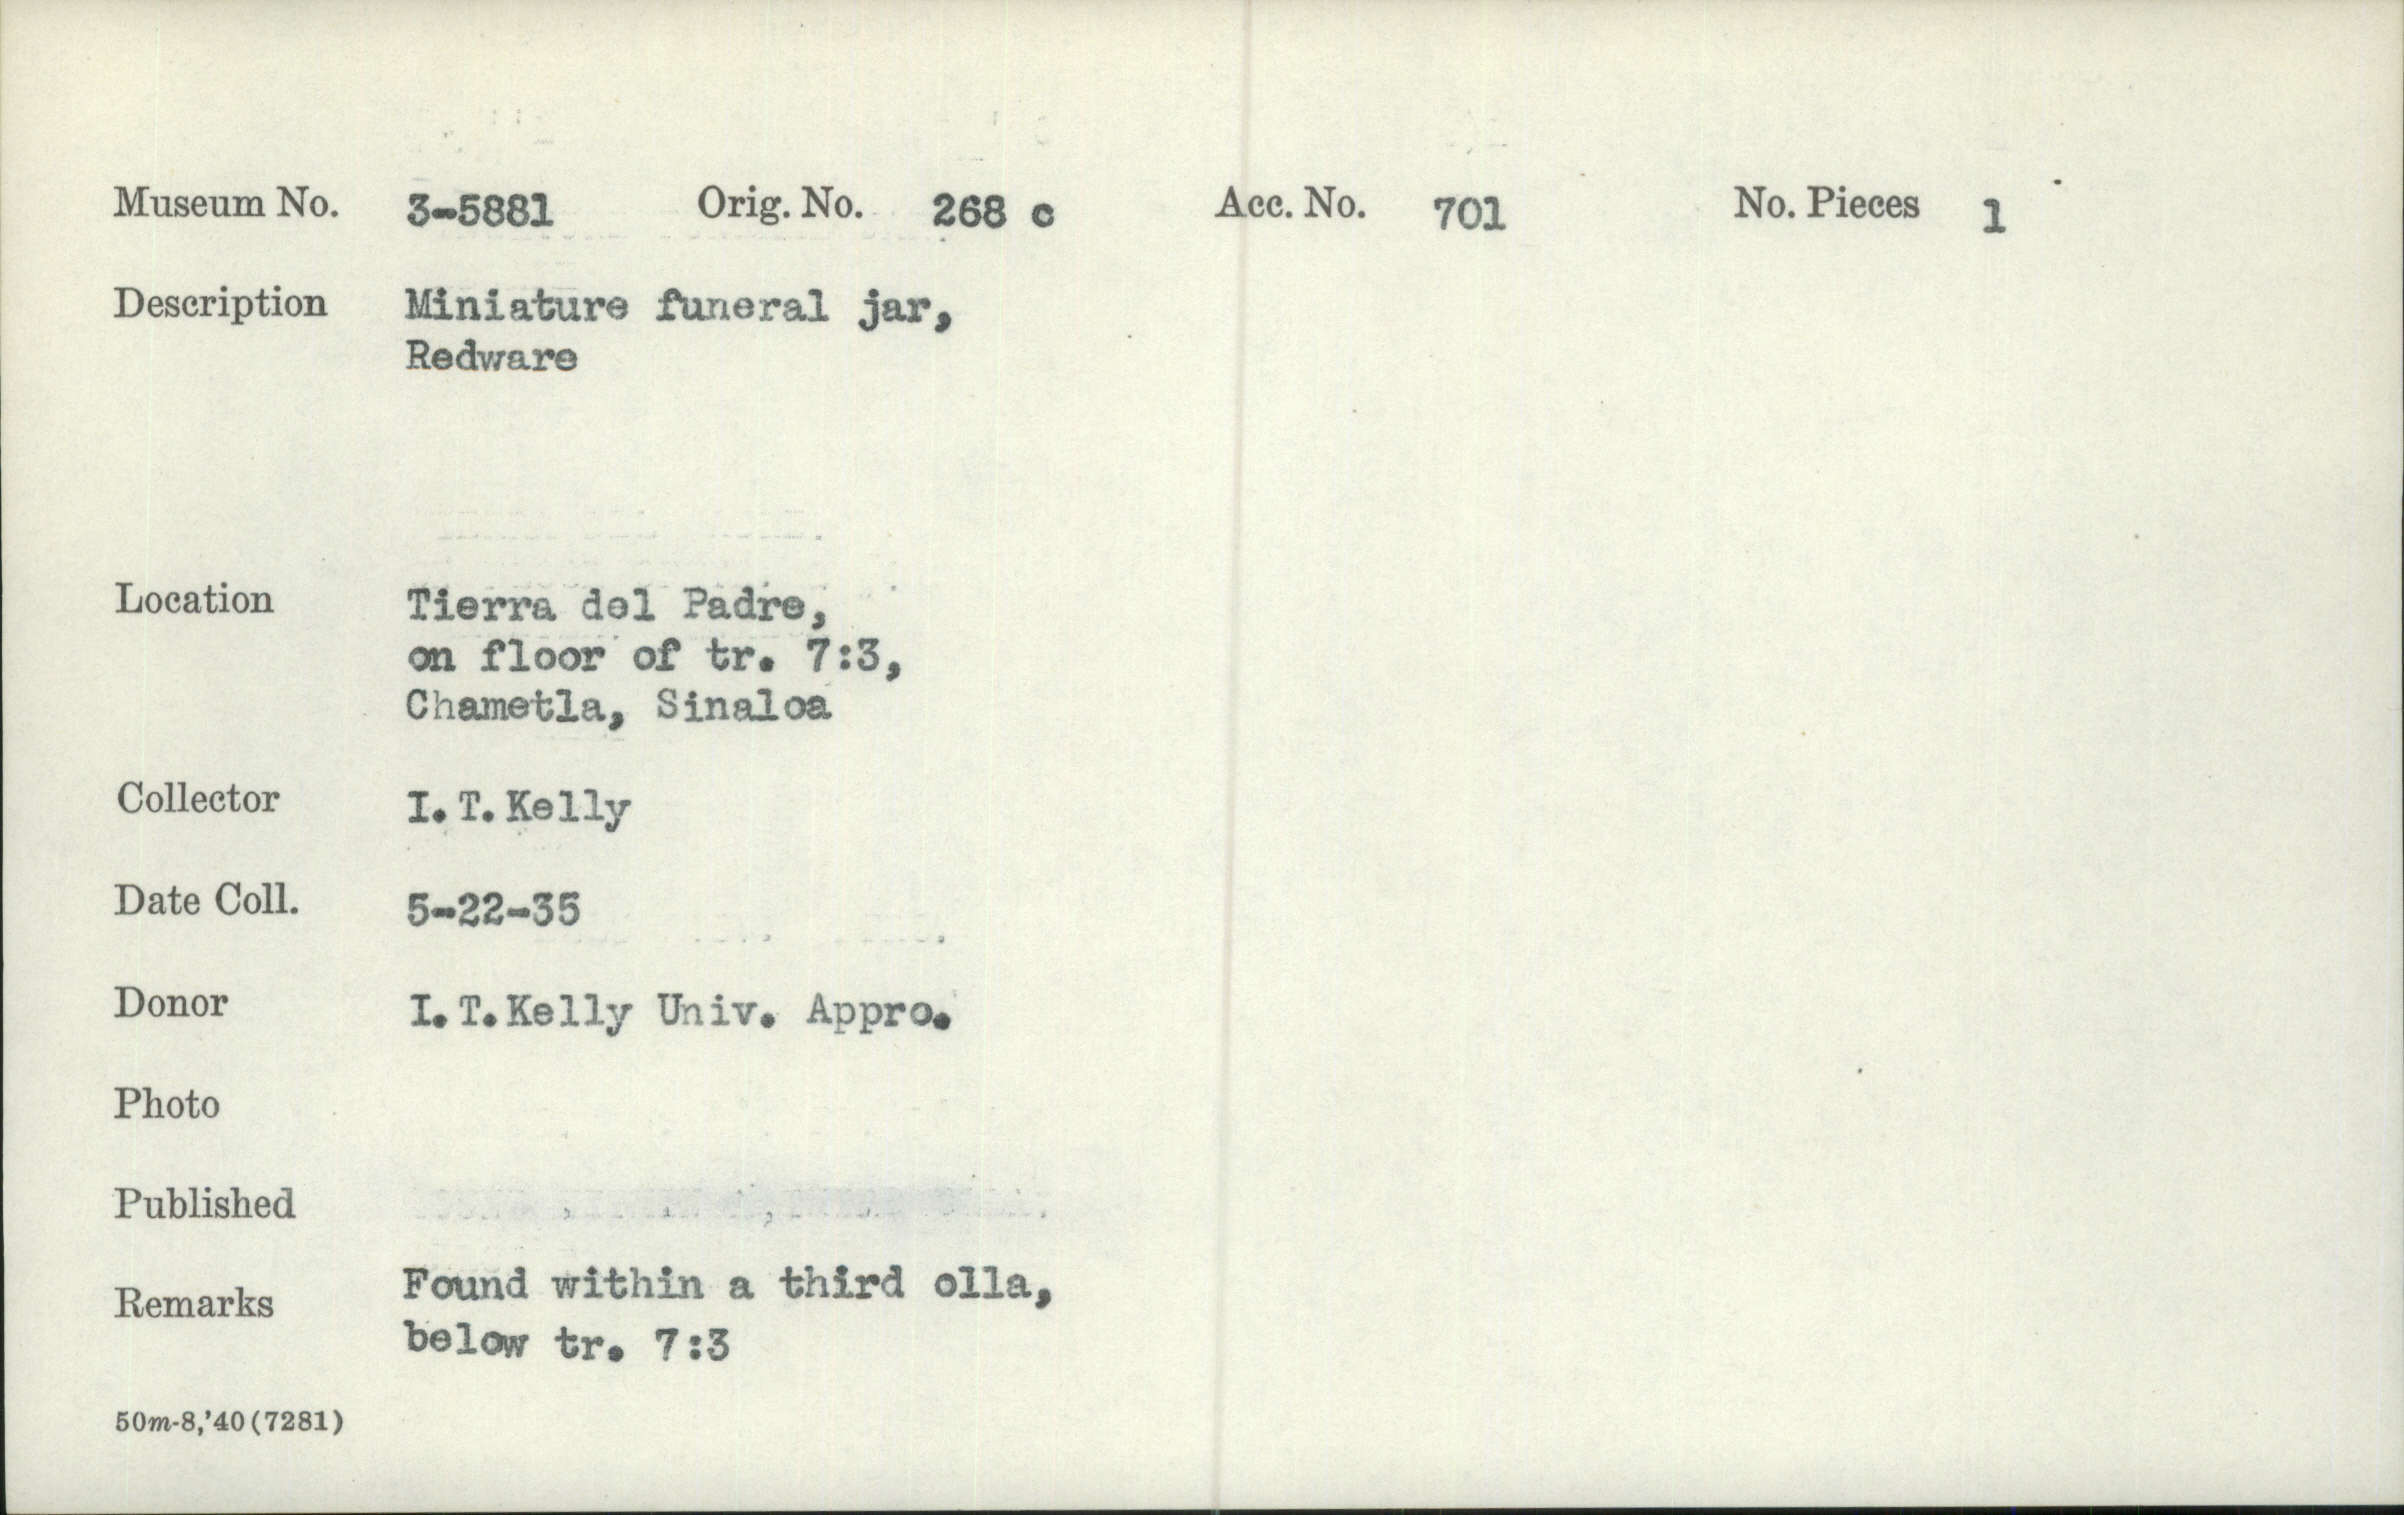 Museum No. 3-5881 Orig. No. 268 c Acc. No. 701 No. Pieces 1
Description Miniature funeral jar,
Redware
Location Tierra del Padre,
on floor of tr. 7:3,
Chametla, Sinaloa
Collector I.T.Kelly
Date Coll. 5-22-35
Donor I.T.Kelly Univ. Appro.
Photo
Published
Remarks Found within a third olla,
below tr. 7:3
50m-8,'40(7281)